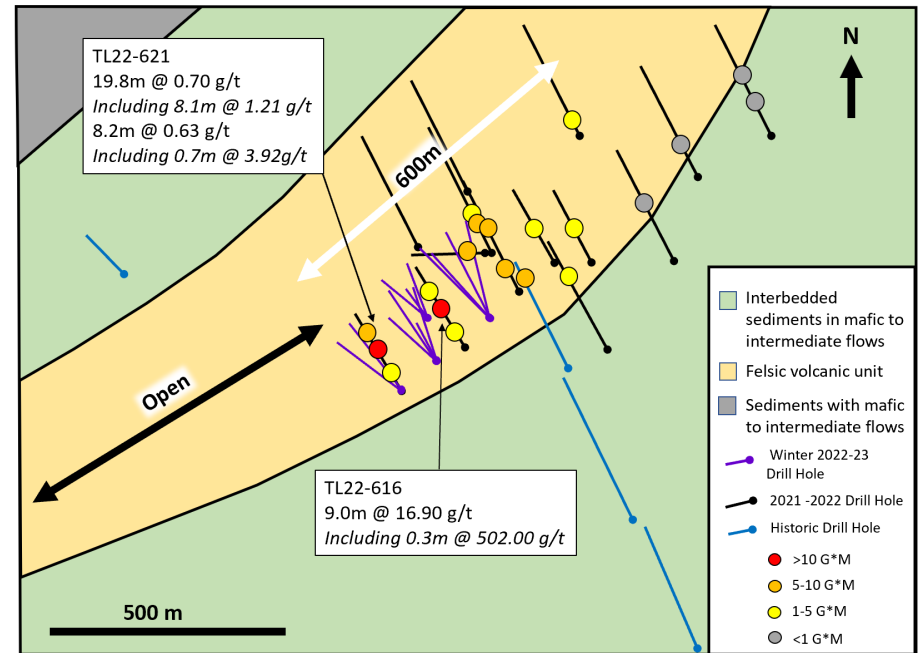 TL22-621
19.8m @ 0.70 g/t
Including 8.1m @ 1.21 g/t
8.2m @ 0.63 g/t
Including 0.7m @ 3.92g/t
N
600m
Open
TL22-616
9.0m @ 16.90 g/t
Including 0.3m @ 502.00 g/t
500 m
Interbedded
sediments in mafic to
intermediate flows
Felsic volcanic unit
Sediments with mafic
to intermediate flows
Winter 2022-23
Drill Hole
2021 -2022 Drill Hole
Historic Drill Hole
>10 G*M
5-10 G*M
1-5 G*M
<1 G*M